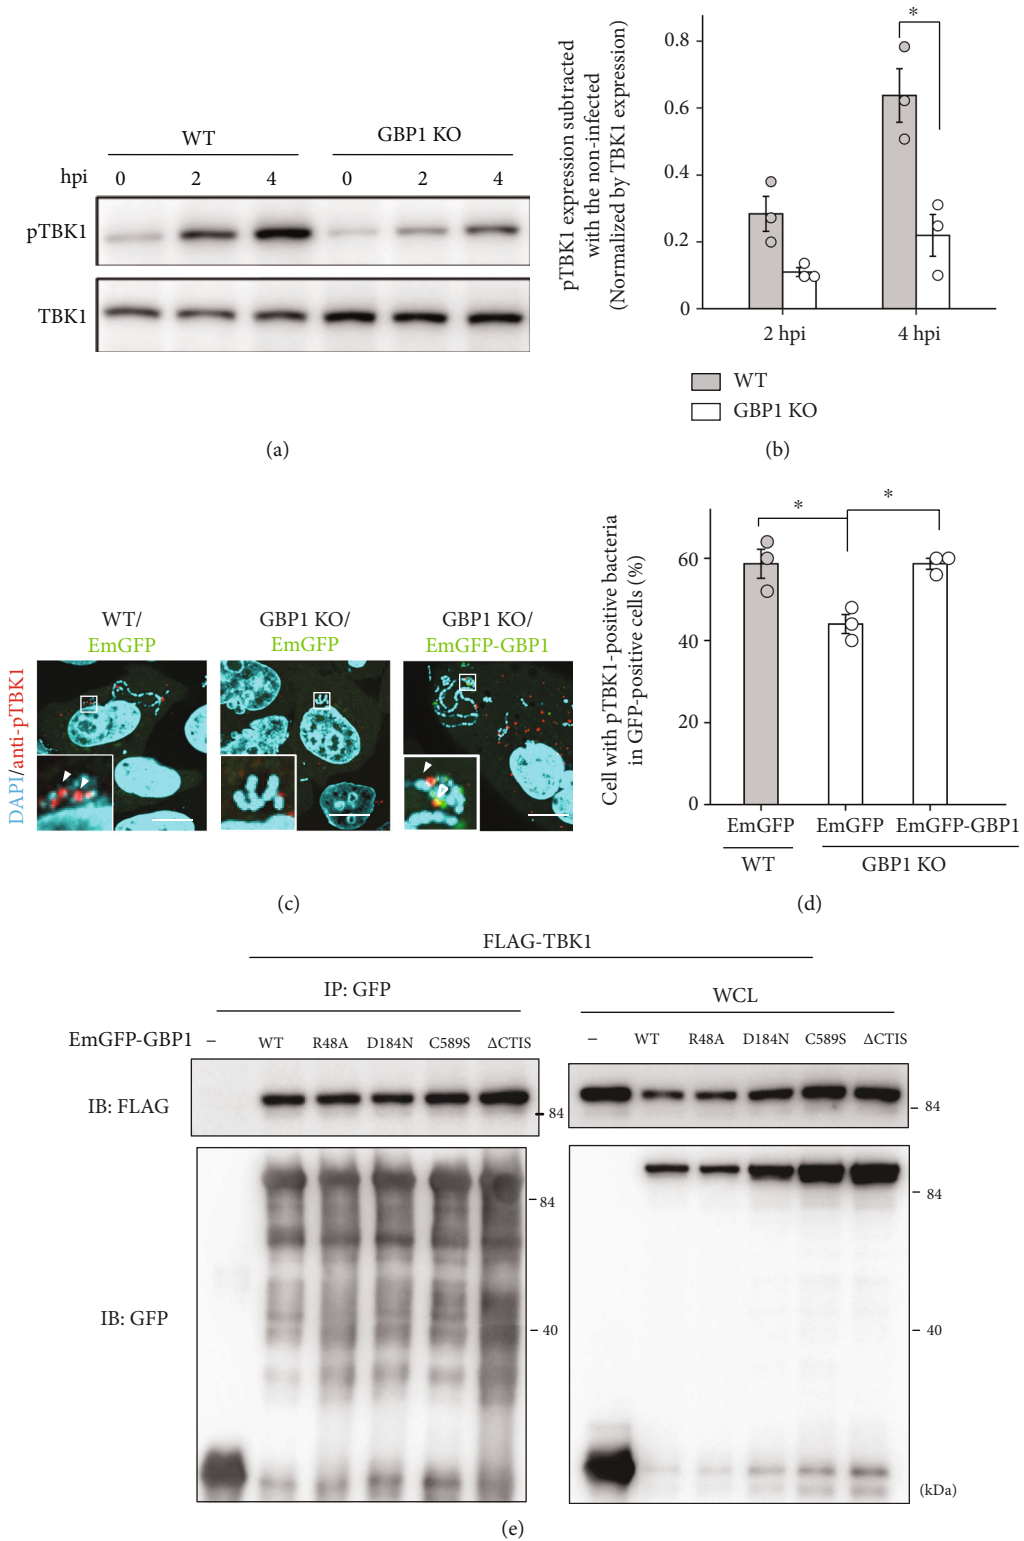 WT
GBP1 KO
hpi 0 2 4 0 2 4
pTBK1
TBK1
(a)
pTBK1 expression subtracted
with the non-infected
(Normalized by TBK1 expression)
0.8
0.6
0.4
0.2
0
*
2 hpi 4 hpi
WT
GBP1 KO
(b)
DAPI/anti-pTBK1
WT/
EmGFP
GBP1 KO/
EmGFP
GBP1 KO/
EmGFP-GBP1
(c)
Cell with pTBK1-positive bacteria
in GFP-positive cells (%)
60
40
20
0
* *
EmGFP EmGFP EmGFP-GBP1
WT GBP1 KO
(d)
FLAG-TBK1
IP: GFP WCL
EmGFP-GBP1 – WT R48A D184N C589S ΔCTIS – WT R48A D184N C589S ΔCTIS
IB: FLAG
84 84
IB: GFP
84 84
40 40
(kDa)
(e)